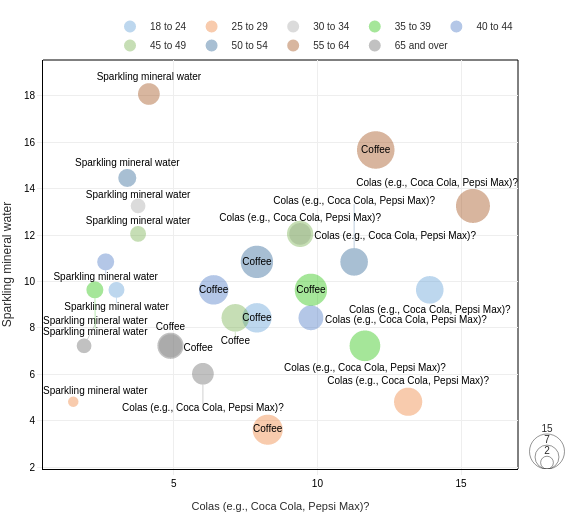 18 to 24
25 to 29
30 to 34
35 to 39
40 to 44
45 to 49
50 to 54
55 to 64
65 and over
Sparkling mineral water
18
16
14
12
10
8
6
4
2
Sparkling mineral water
Coffee
Sparkling mineral water
Colas (e.g., Coca Cola, Pepsi Max)?
Sparkling mineral water
Colas (e.g., Coca Cola, Pepsi Max)?
Sparkling mineral water
Colas (e.g., Coca Cola, Pepsi Max)?
Colas (e.g., Coca Cola, Pepsi Max)?
Coffee
Sparkling mineral water
Coffee
Coffee
Sparkling mineral water
Colas (e.g., Coca Cola, Pepsi Max)?
Sparkling mineral water
Coffee
Colas (e.g., Coca Cola, Pepsi Max)?
Sparkling mineral water
Coffee
Coffee
Coffee
Colas (e.g., Coca Cola, Pepsi Max)?
Colas (e.g., Coca Cola, Pepsi Max)?
Sparkling mineral water
Colas (e.g., Coca Cola, Pepsi Max)?
Coffee
15
7
2
5
10
15
Colas (e.g., Coca Cola, Pepsi Max)?